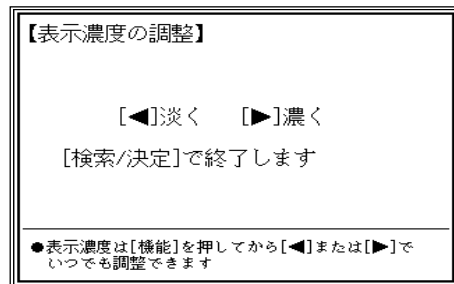 【表示濃度の調整】
[◀]淡く　[▶]濃く
[検索/決定]で終了します
●表示濃度は[機能]を押してから[◀]または[▶]で
いつでも調整できます